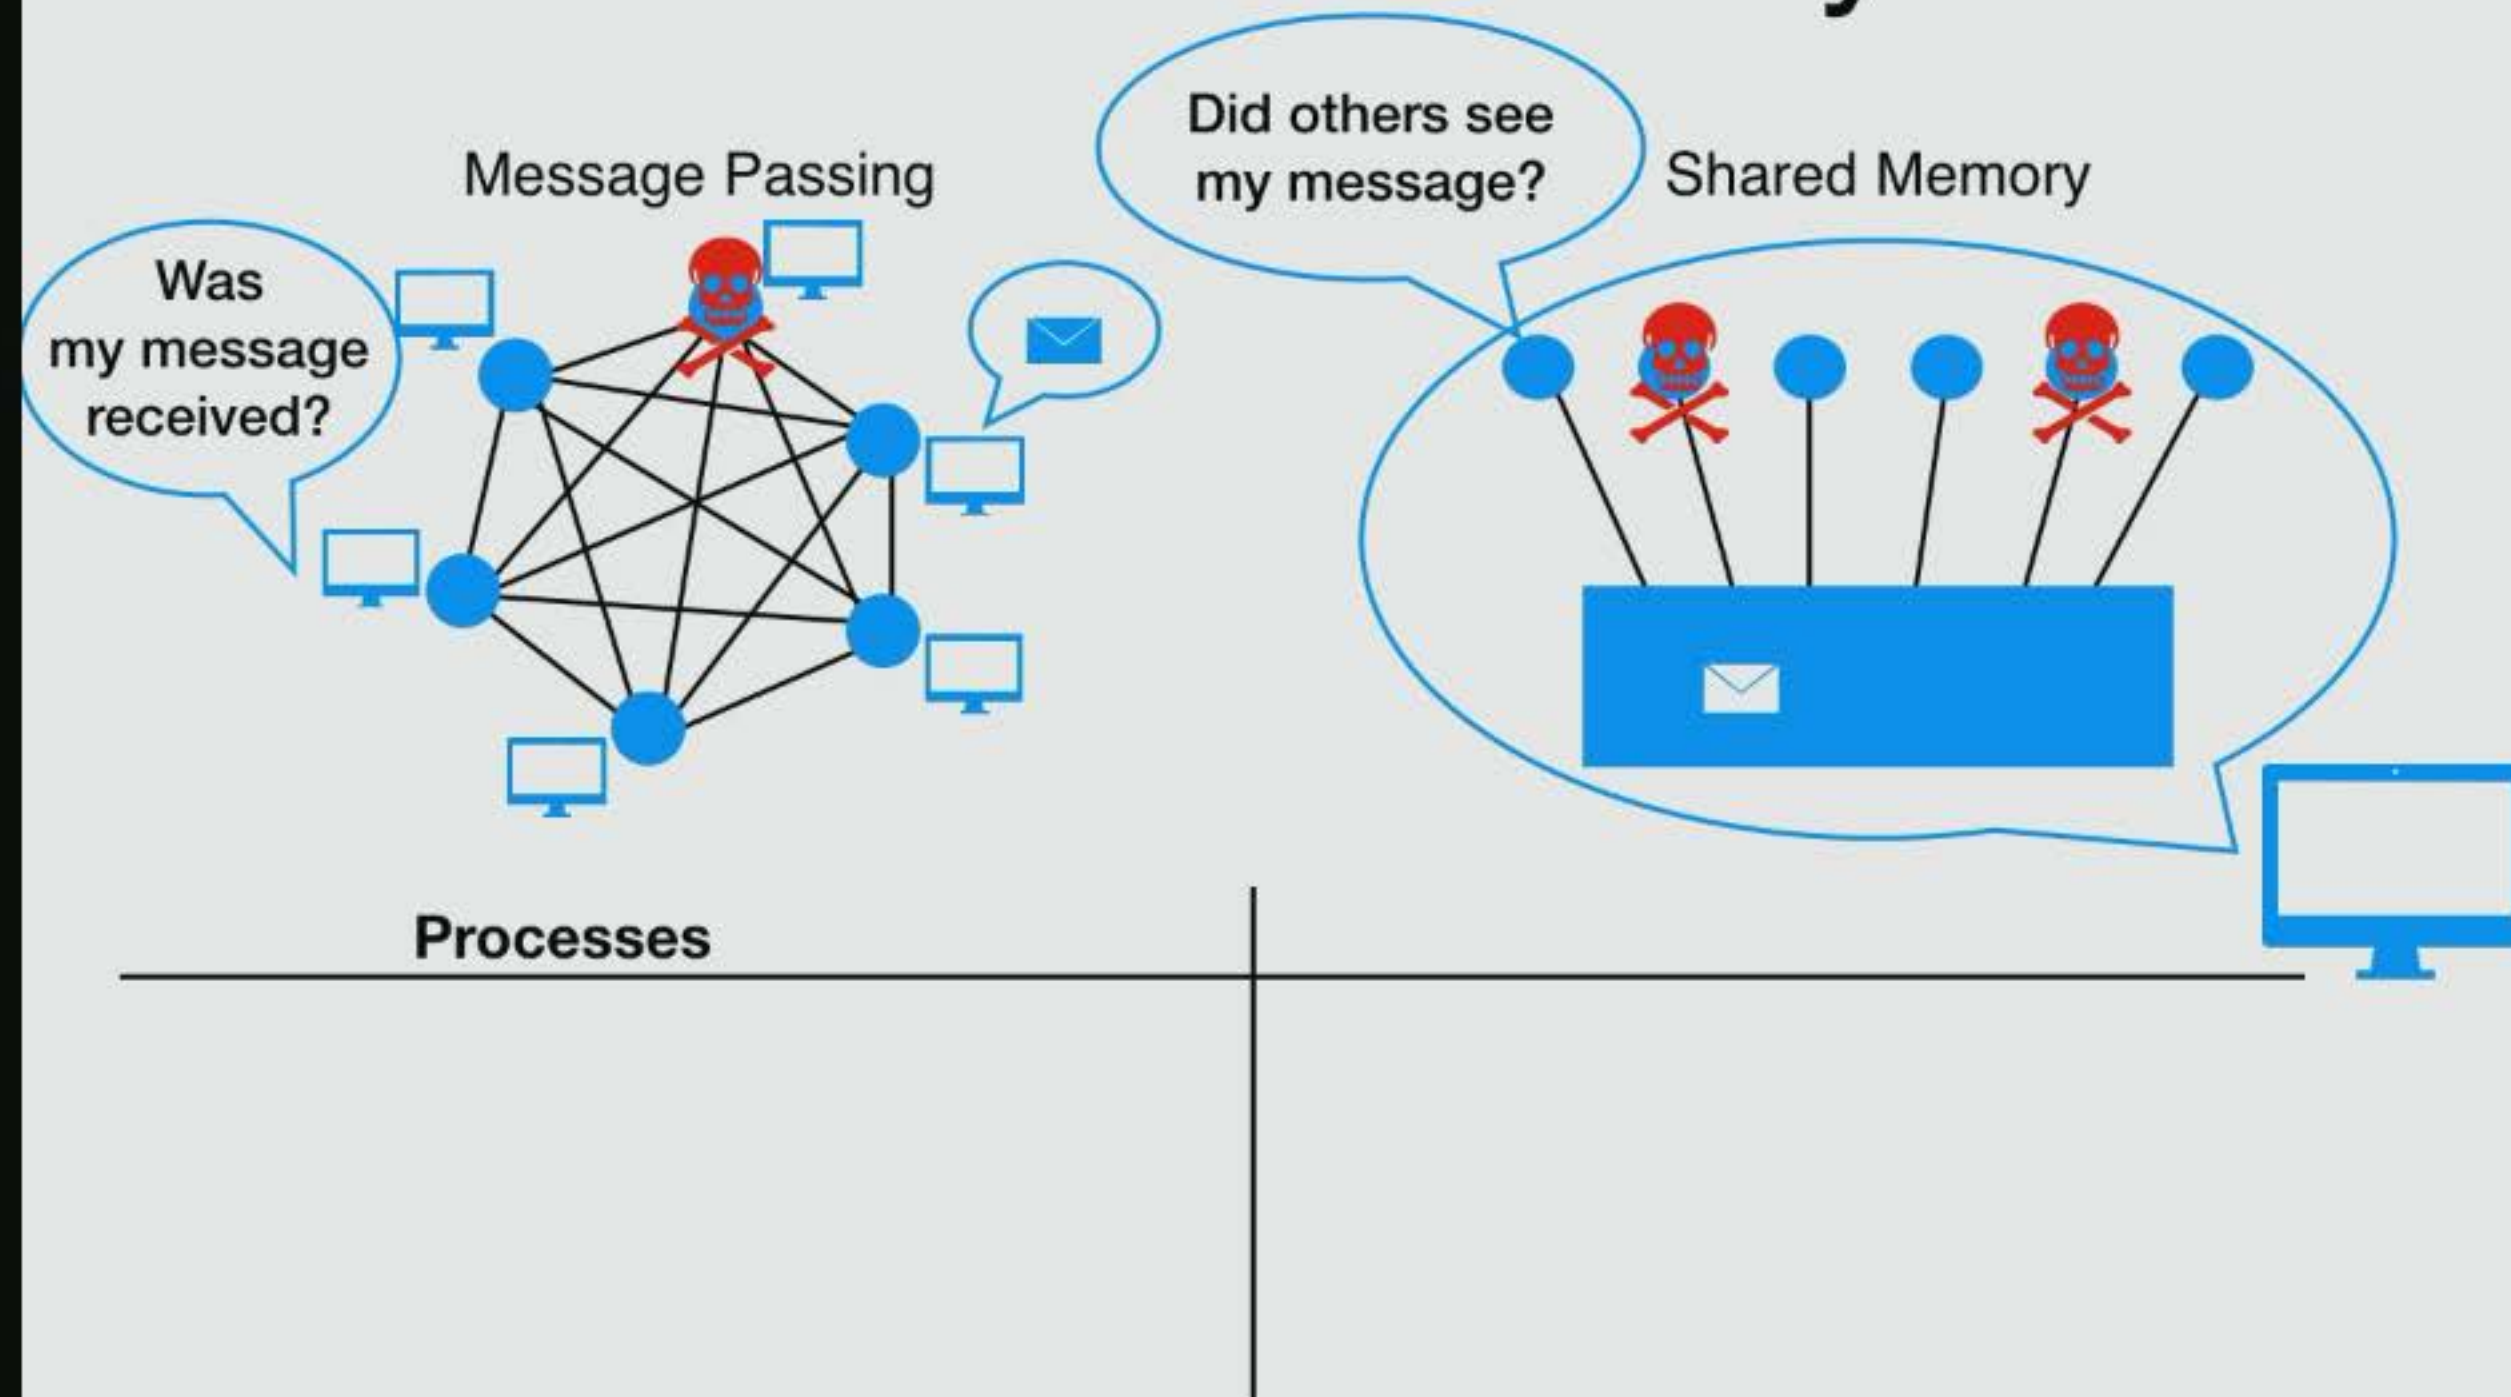 Did others see
my message?
Message Passing
Shared Memory
Was
my message
received?
Processes